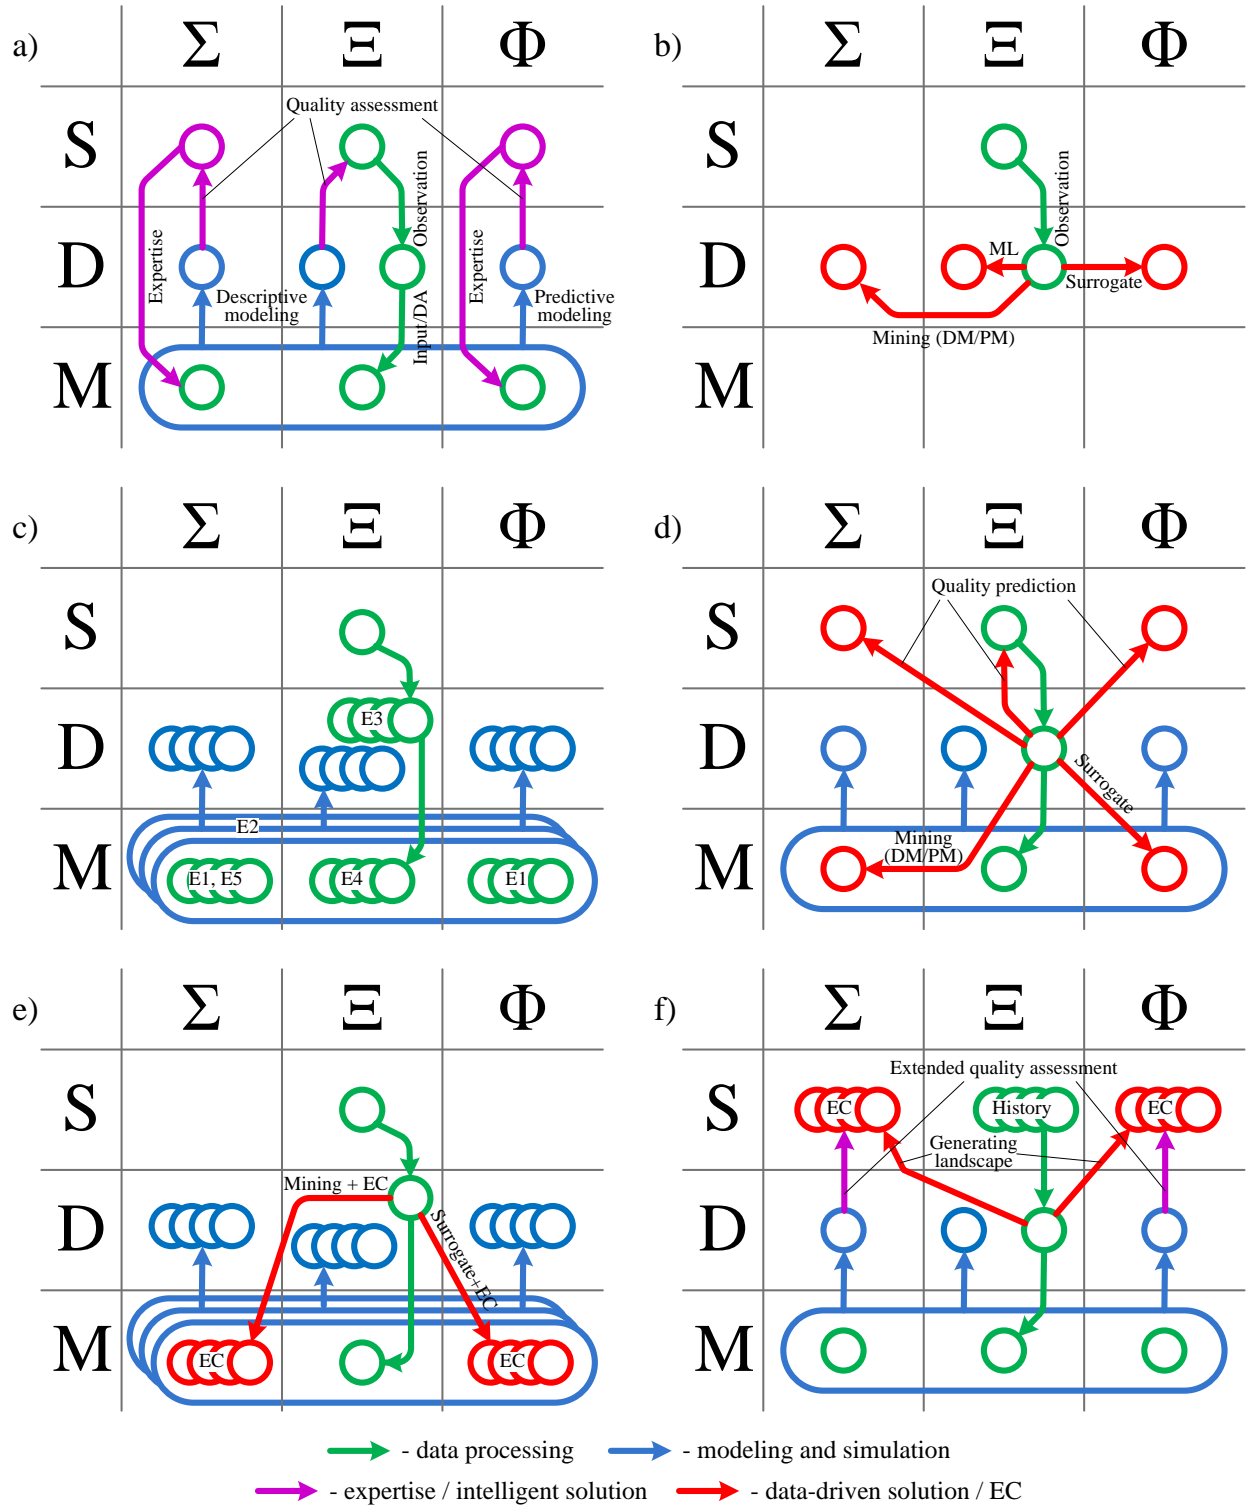 a)
Σ Ξ Φ
S
D
M
Quality assessment
Expertise
Observation
Expertise
Descriptive
modeling
Input/DA
Predictive
modeling
b)
Σ Ξ Φ
S
D
M
Observation
ML
Surrogate
Mining (DM/PM)
c)
Σ Ξ Φ
S
D
M
E3
E2
E1, E5
E4
E1
d)
Σ Ξ Φ
S
D
M
Quality prediction
Surrogate
Mining
(DM/PM)
e)
Σ Ξ Φ
S
D
M
Mining + EC
Surrogate+EC
EC
EC
f)
Σ Ξ Φ
S
D
M
Extended quality assessment
EC
History
EC
Generating
landscape
- data processing
- modeling and simulation
- expertise / intelligent solution
- data-driven solution / EC